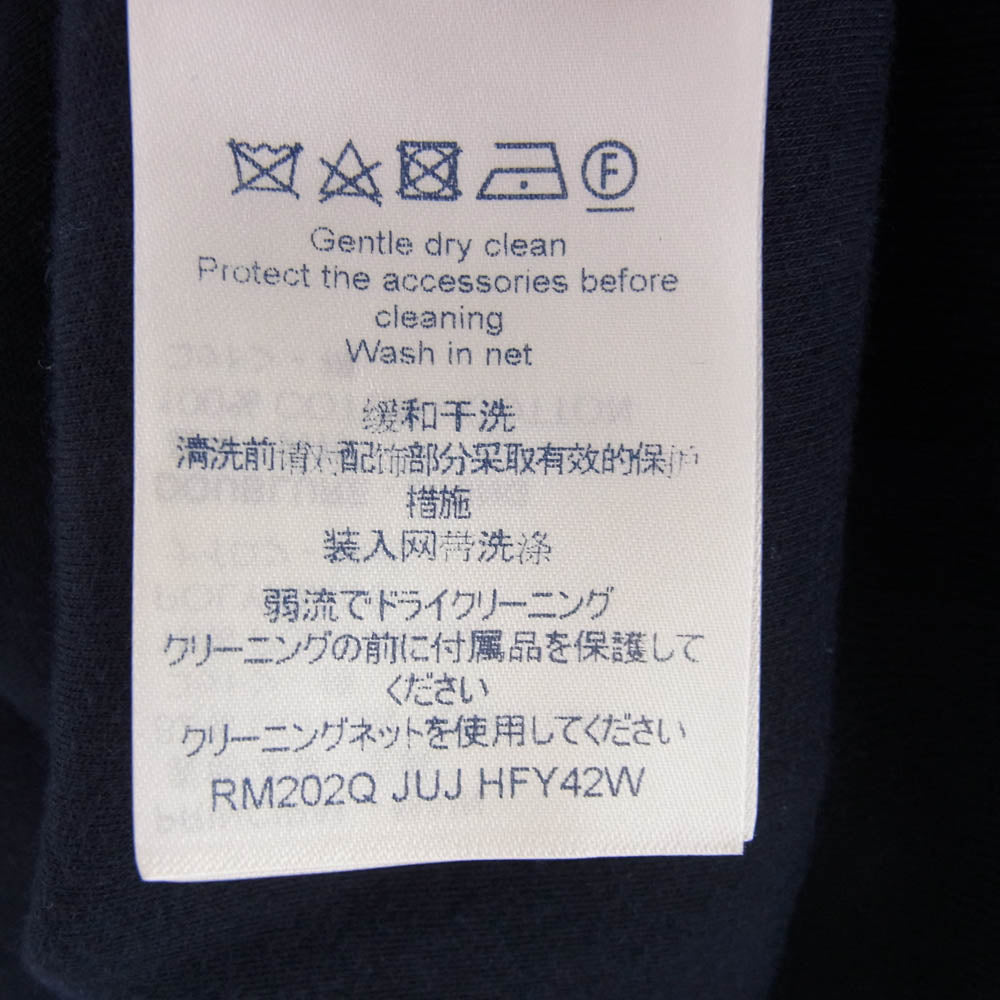 F
Gentle dry clean
Protect the accessories before
cleaning
Wash in net
缓和干洗
清洗前请对配饰部分采取有效的保护
措施
装入网带洗涤
弱流でドライクリーニング
クリーニングの前に付属品を保護して
ください
クリーニングネットを使用してください
RM202Q JUJ HFY42W